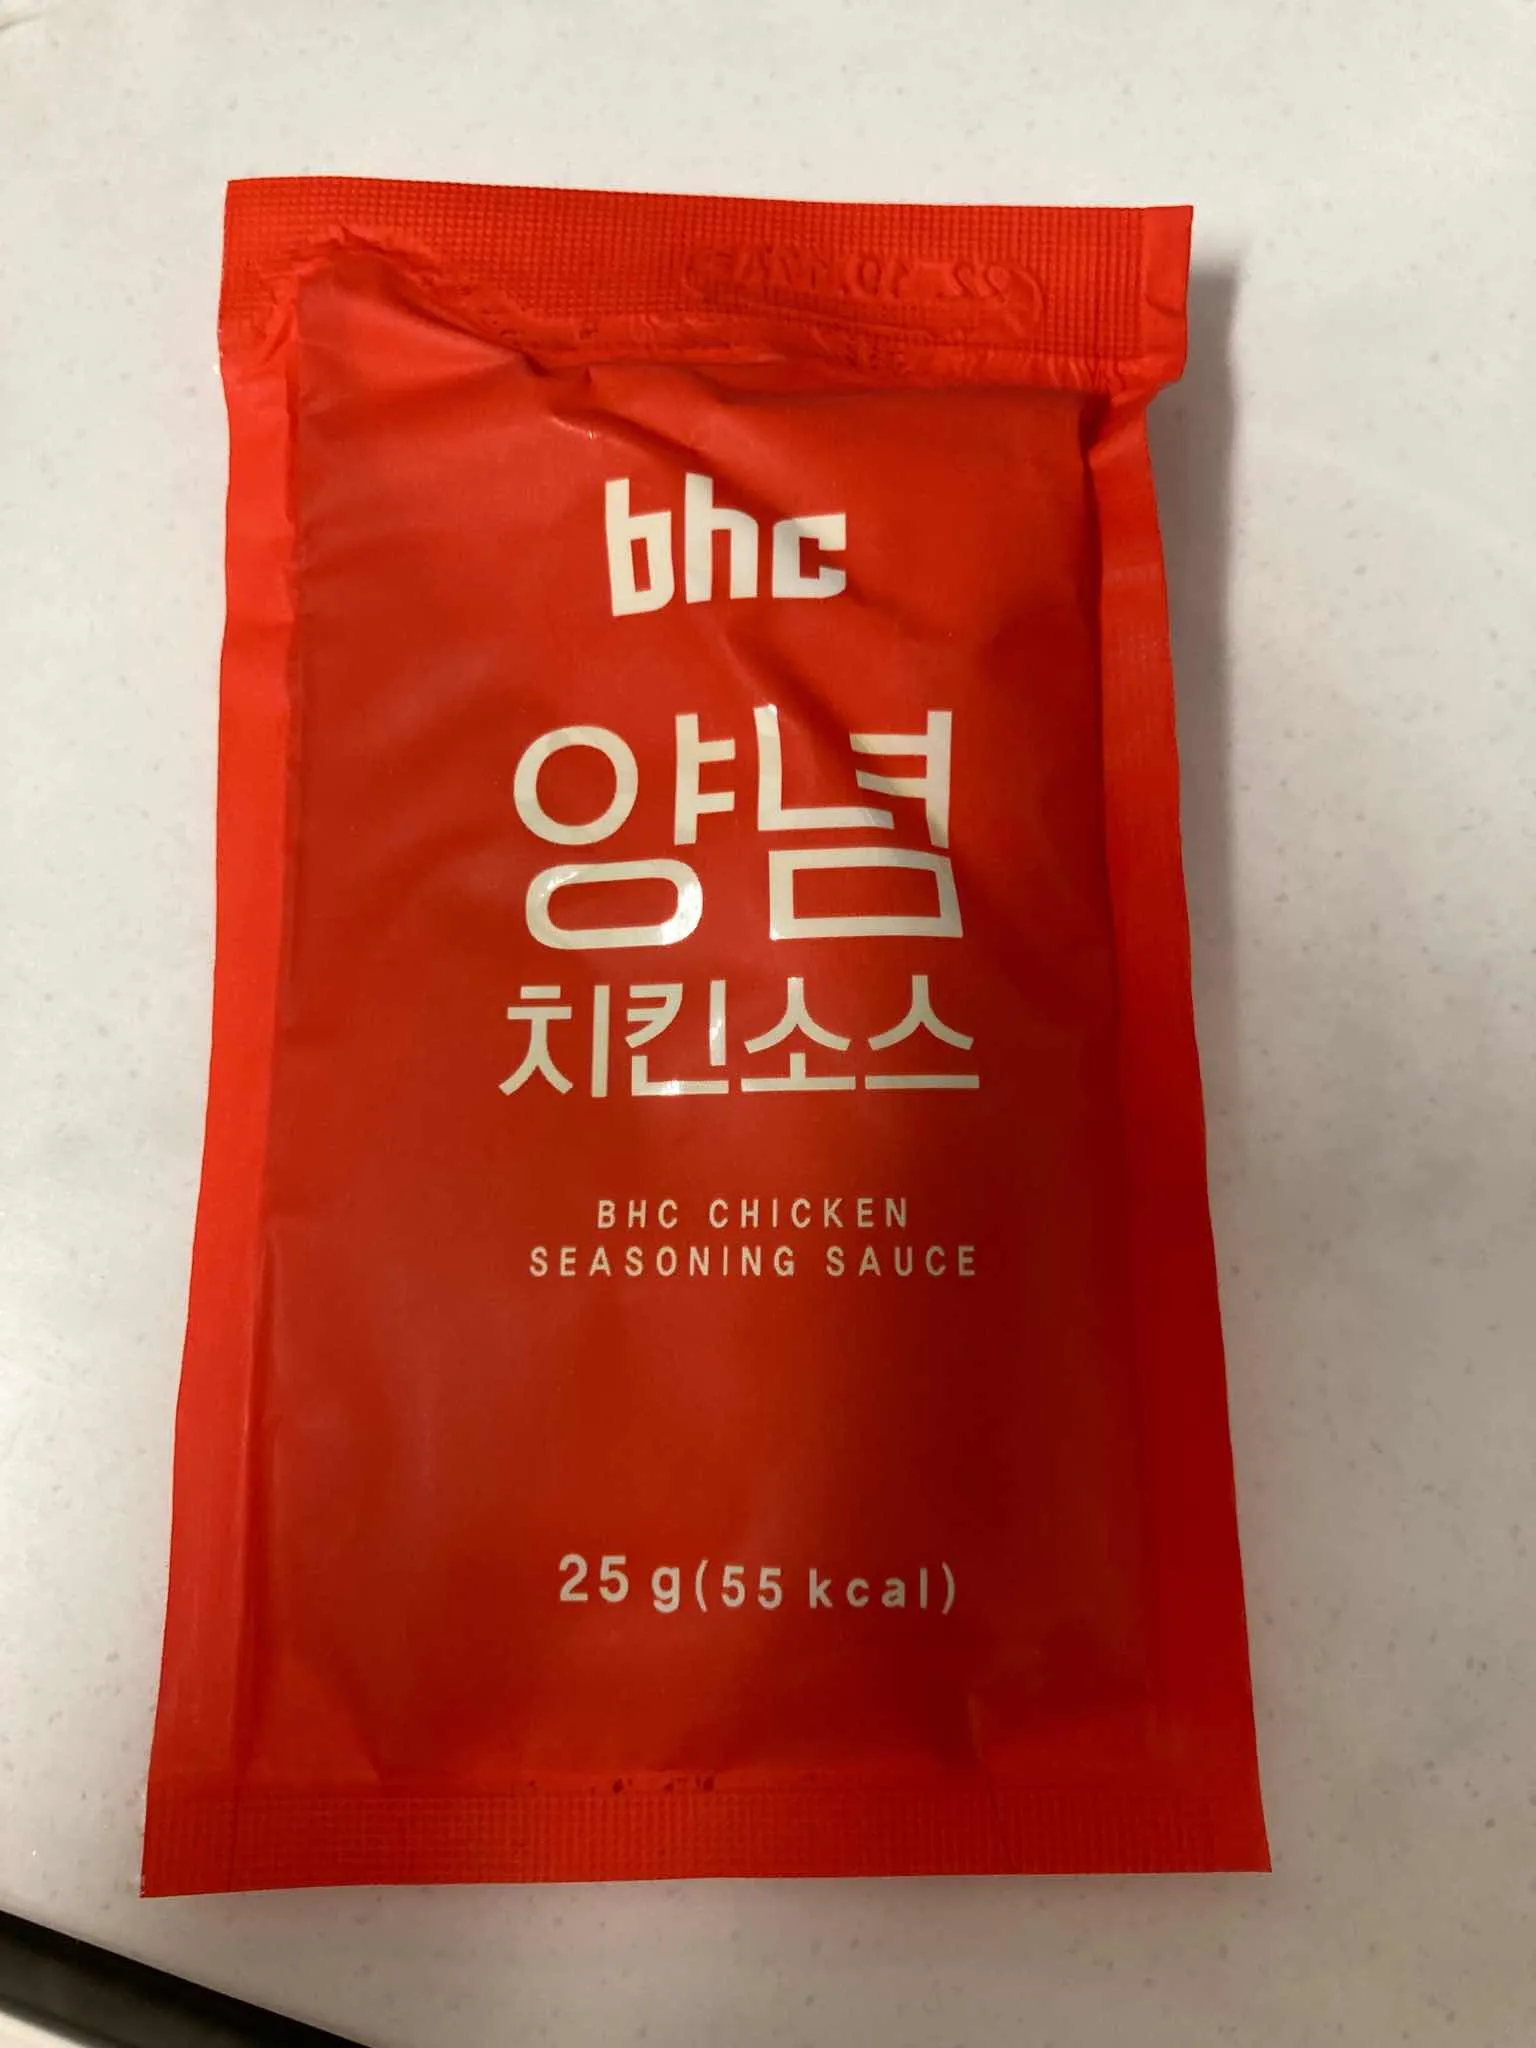 bhc
양념
치킨소스
BHC CHICKEN
SEASONING SAUCE
25 g(55 kcal)